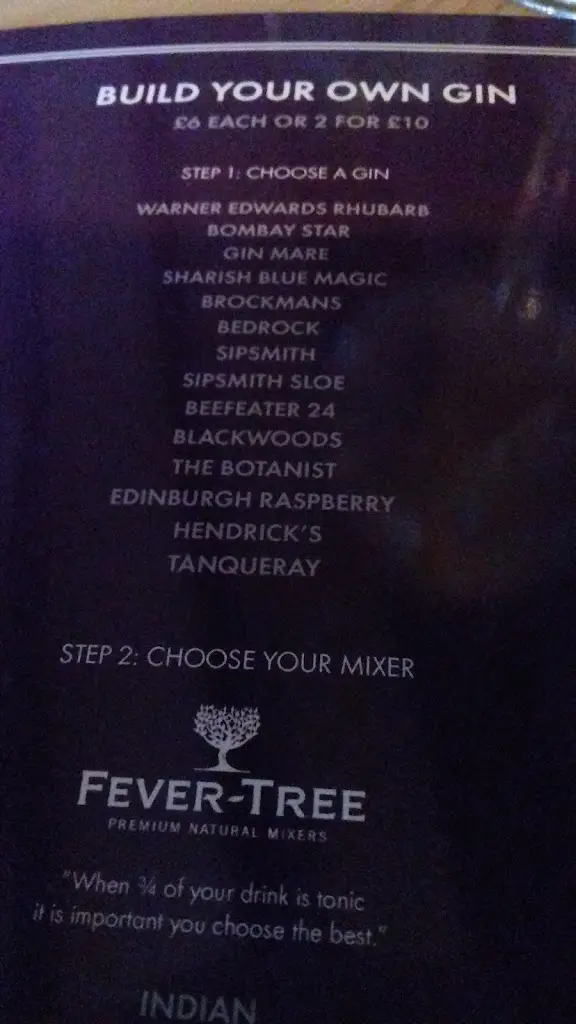 BUILD YOUR OWN GIN
£6 EACH OR 2 FOR £10
STEP 1: CHOOSE A GIN
WARNER EDWARDS RHUBARB
BOMBAY STAR
GIN MARE
SHARISH BLUE MAGIC
BROCKMANS
BEDROCK
SIPSMITH
SIPSMITH SLOE
BEEFEATER 24
BLACKWOODS
THE BOTANIST
EDINBURGH RASPBERRY
HENDRICK'S
TANQUERAY
STEP 2: CHOOSE YOUR MIXER
FEVER-TREE
PREMIUM NATURAL MIXERS
"When ¾ of your drink is tonic
it is important you choose the best."
INDIAN